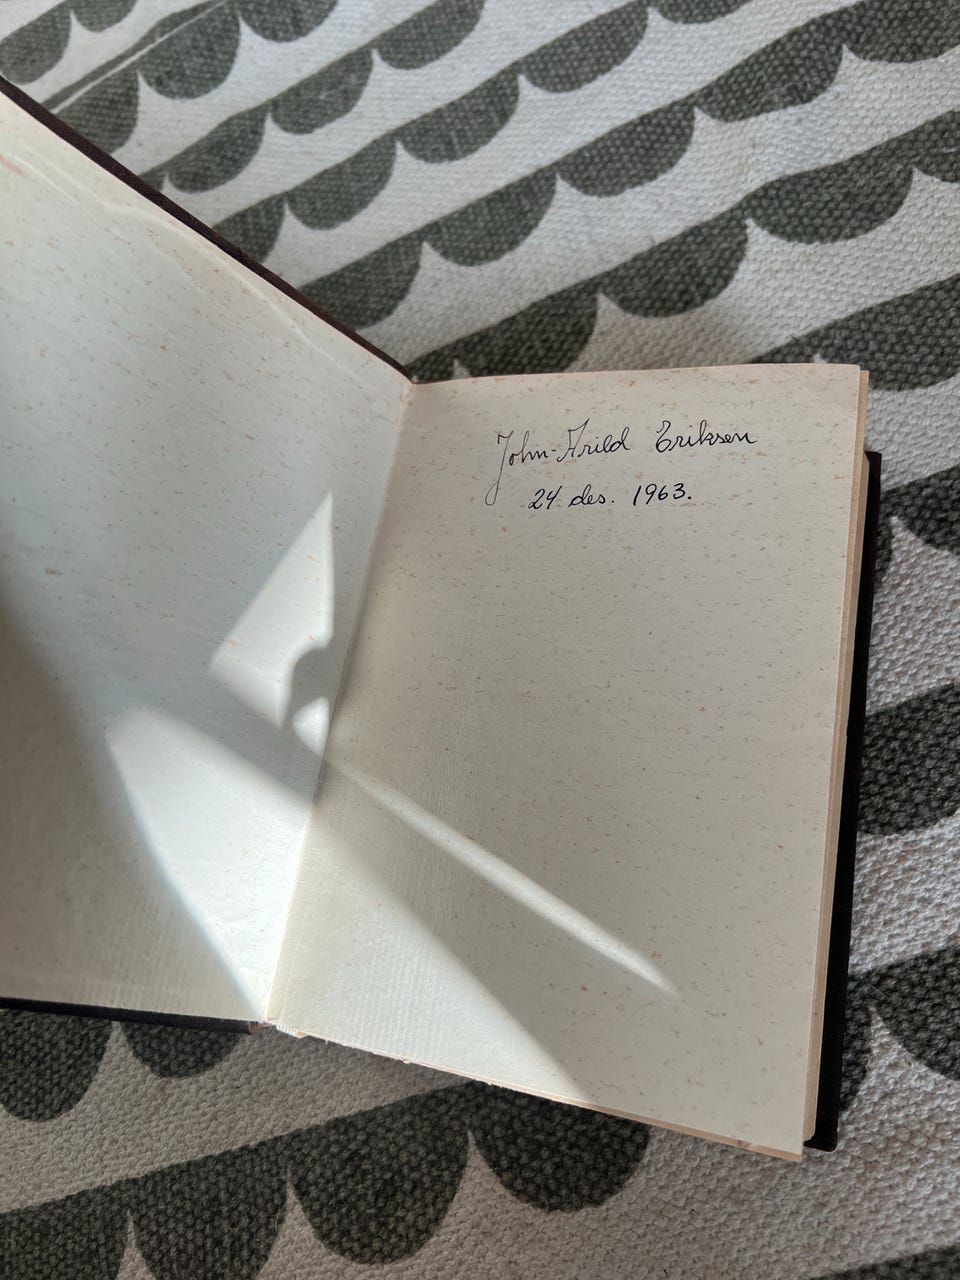 John-Arild Eriksen
24 des. 1963.